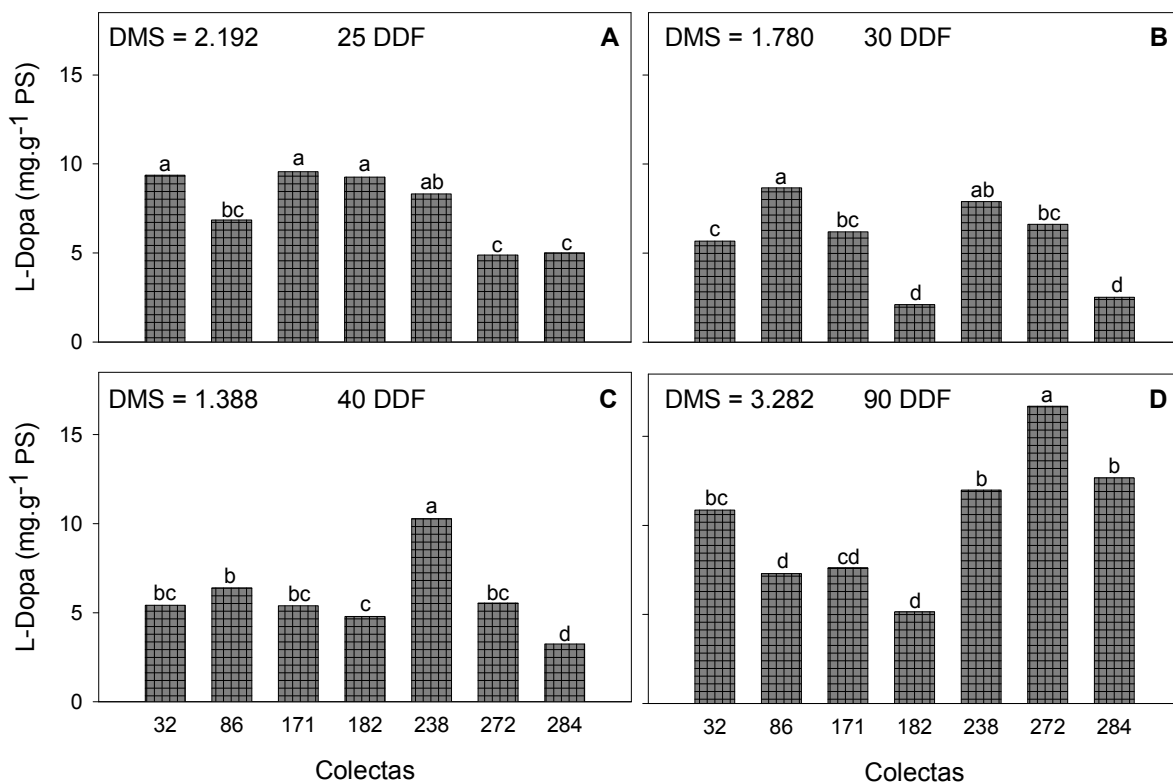 DMS = 2.192 25 DDF A
L-Dopa (mg.g-1 PS)
15
10
5
0
a bc a a ab c c
DMS = 1.780 30 DDF B
c a bc d ab bc d
DMS = 1.388 40 DDF C
L-Dopa (mg.g-1 PS)
15
10
5
0
bc b bc c a bc d
32 86 171 182 238 272 284
Colectas
DMS = 3.282 90 DDF D
bc d cd d b a b
32 86 171 182 238 272 284
Colectas